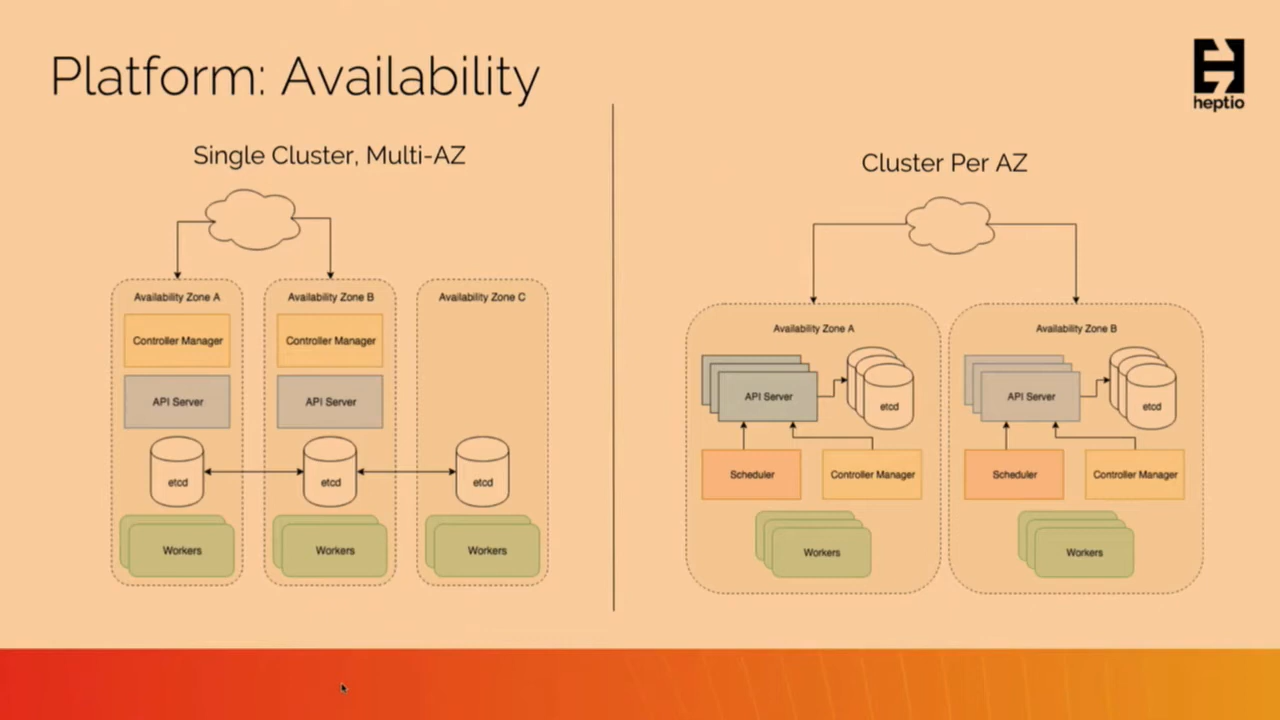 Platform: Availability
heptio
Single Cluster, Multi-AZ
Availability Zone A
Controller Manager
API Server
etcd
Workers
Availability Zone B
Controller Manager
API Server
etcd
Workers
Availability Zone C
etcd
Workers
Cluster Per AZ
Availability Zone A
API Server
etcd
Scheduler
Controller Manager
Workers
Availability Zone B
API Server
etcd
Scheduler
Controller Manager
Workers